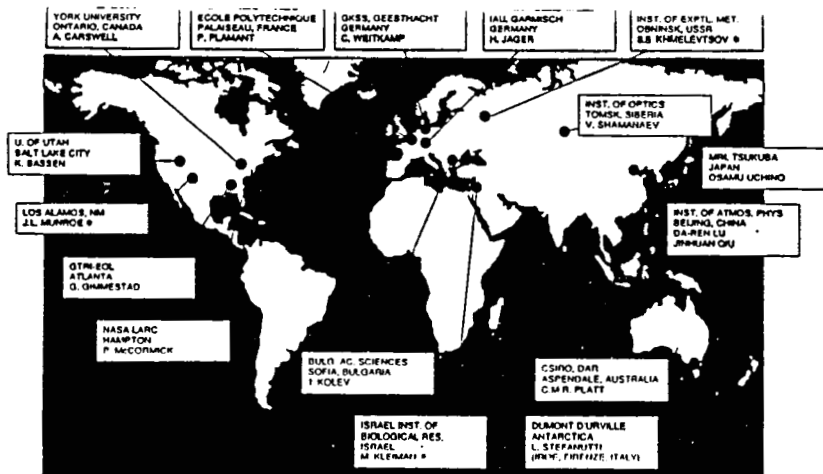 YORK UNIVERSITY
ONTARIO, CANADA
A. CARSWELL
ECOLE POLYTECHNIQUE
PALAISEAU, FRANCE
P. FLAMANT
GKSS, GEESTHACHT
GERMANY
C. WEITKAMP
IAU, GARMISCH
GERMANY
H. JAGER
INST. OF EXPTL. MET.
OBNINSK, USSR
S.S KHMELEVTSOV *
INST. OF OPTICS
TOMSK, SIBERIA
V. SHAMANAEV
U. OF UTAH
SALT LAKE CITY
K. SASSEN
MRI, TSUKUBA
JAPAN
OSAMU UCHINO
LOS ALAMOS, NM
J.L. MUNROE *
INST. OF ATMOS. PHYS
BEIJING, CHINA
DA-REN LU
JINHUAN QIU
GTRI-EOL
ATLANTA
G. GIMMESTAD
NASA LARC
HAMPTON
P. McCORMICK
BULG. AC. SCIENCES
SOFIA, BULGARIA
I KOLEV
CSIRO, DAR
ASPENDALE, AUSTRALIA
C.M.R. PLATT
ISRAEL INST. OF
BIOLOGICAL RES.
ISRAEL
M. KLEIMAN *
DUMONT D'URVILLE
ANTARCTICA
L. STEFANUTTI
(IROE, FIRENZE, ITALY)